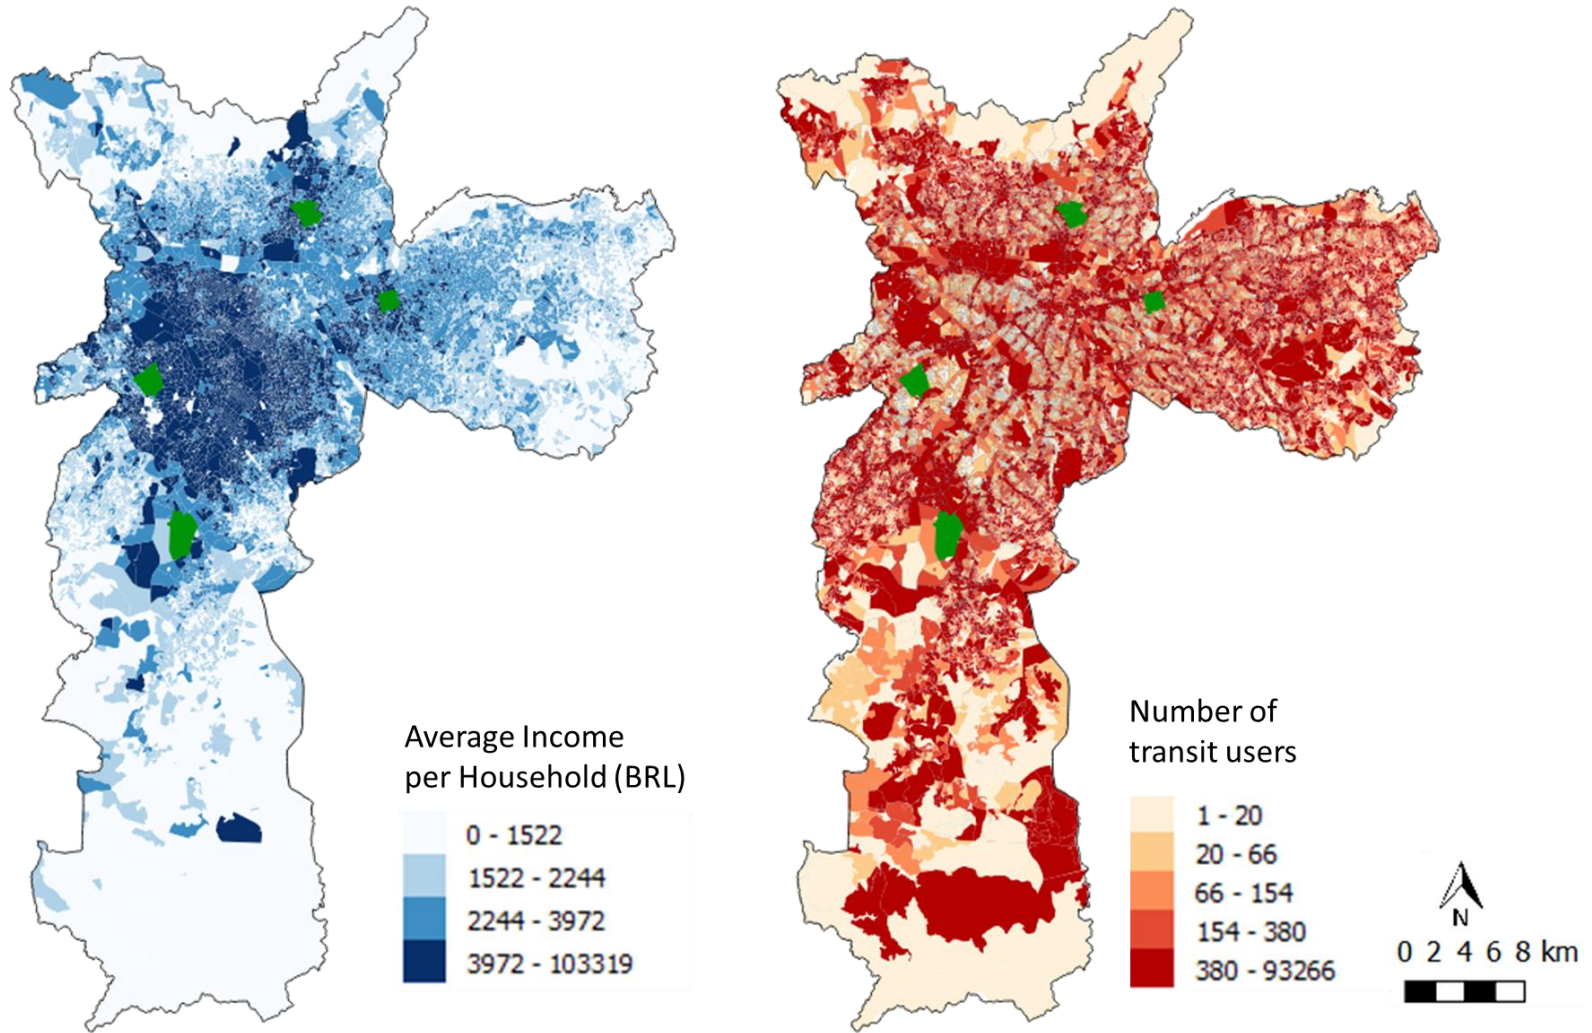 Average Income
per Household (BRL)
0 - 1522
1522 - 2244
2244 - 3972
3972 - 103319
Number of
transit users
1 - 20
20 - 66
66 - 154
154 - 380
380 - 93266
N
0 2 4 6 8 km